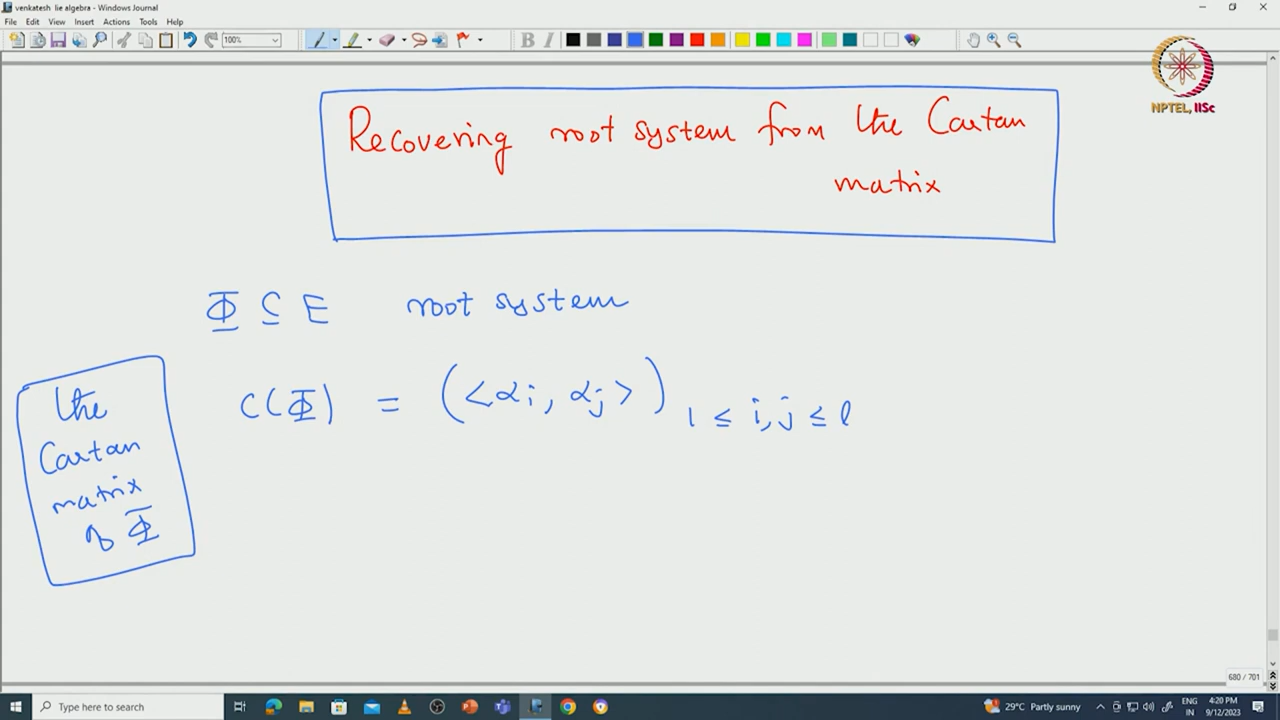 venkatesh lie algebra - Windows Journal
File Edit View Insert Actions Tools Help
100%
B I
NPTEL, IISc
Recovering root system from the Cartan
matrix
Φ ⊆ E root system
C(Φ) = (<αi, αj>) 1 ≤ i,j ≤ l
the
Cartan
matrix
of Φ
680 / 701
Type here to search
29°C Partly sunny
ENG
IN
4:20 PM
9/12/2023